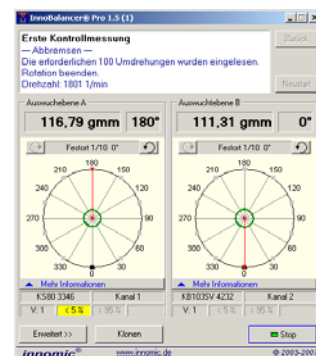 InnoBalancer® Pro 1.5 (1)
Erste Kontrollmessung
— Abbremsen —
Die erforderlichen 100 Umdrehungen wurden eingelesen.
Rotation beenden.
Drehzahl: 1801 1/min
Zurück
Neustart
Auswuchtebene A
116,79 gmm 180°
Festort 1/10 0°
180
210 150
240 120
270 90
300 60
330 30
0
Mehr Informationen
KS80 3346 Kanal 1
V: 1 < 5 % > 95 %
Auswuchtebene B
111,31 gmm 0°
Festort 1/10 0°
180
210 150
240 120
270 90
300 60
330 30
0
Mehr Informationen
KB103SV 4232 Kanal 2
V: 1 < 5 % > 95 %
Erweitert >> Klonen Stop
innomic® www.innomic.de © 2003-2007